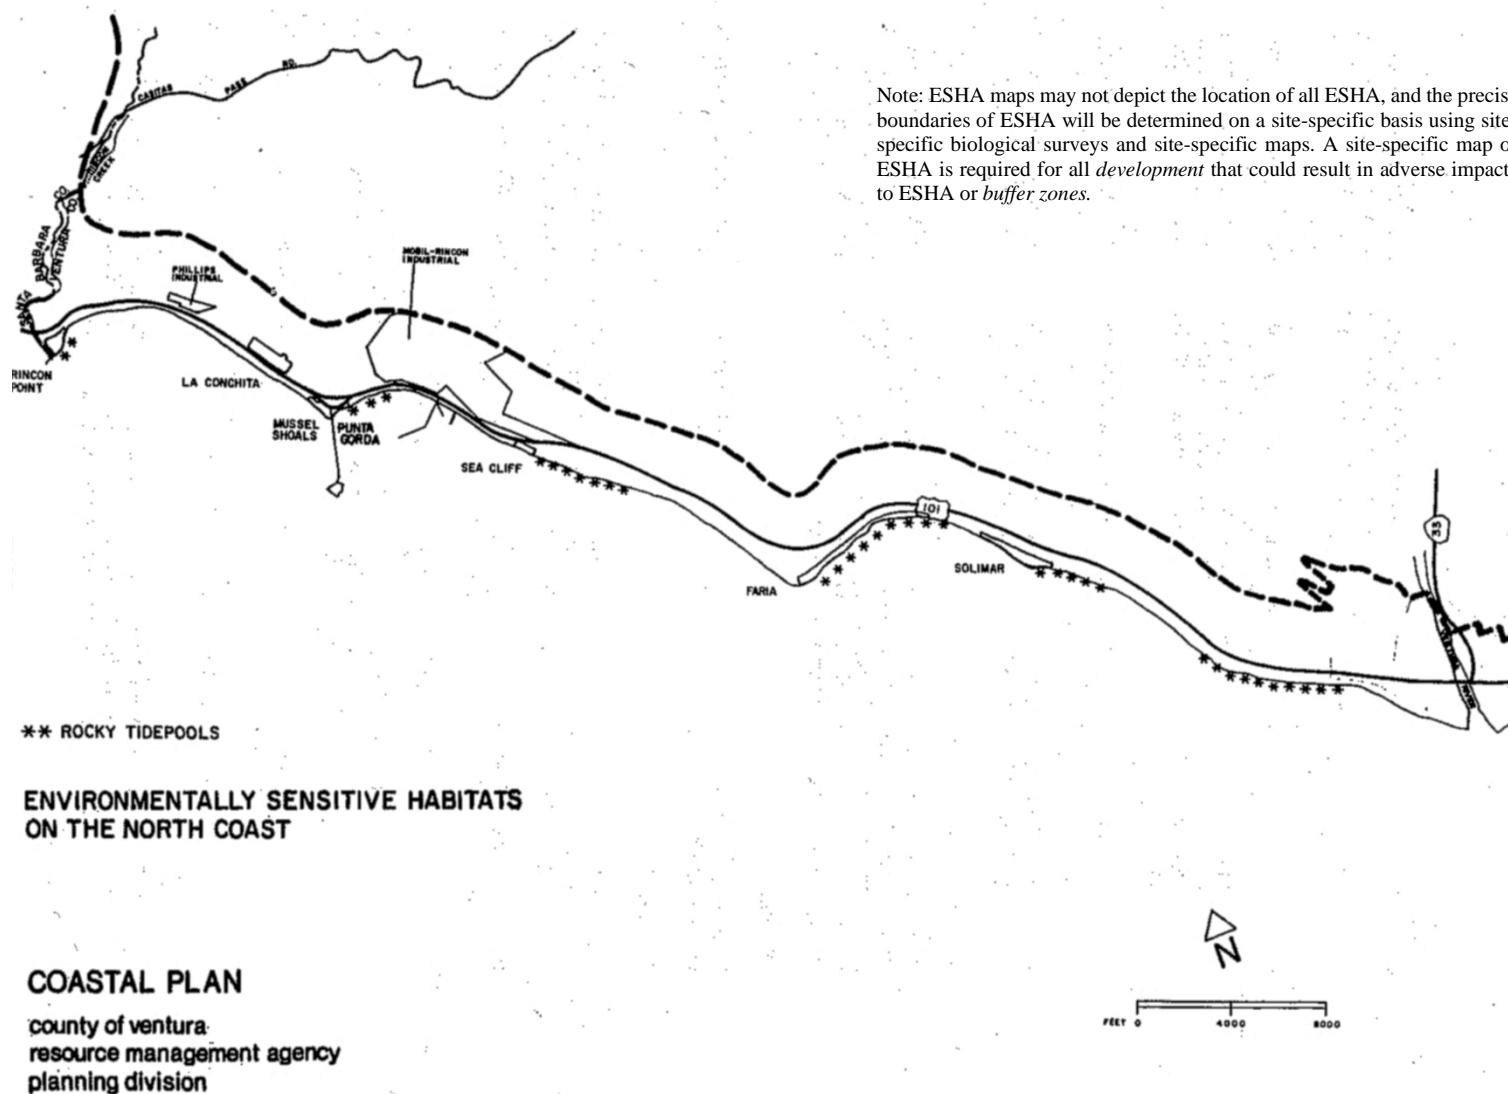 CASITAS PASS RD.
Note: ESHA maps may not depict the location of all ESHA, and the precis
boundaries of ESHA will be determined on a site-specific basis using site
specific biological surveys and site-specific maps. A site-specific map o
ESHA is required for all development that could result in adverse impact
to ESHA or buffer zones.
CREEK
CO
CO
SANTA BARBARA
VENTURA
PHILLIPS
INDUSTRIAL
MOBIL-RINCON
INDUSTRIAL
RINCON
POINT
LA CONCHITA
MUSSEL
SHOALS
PUNTA
GORDA
SEA CLIFF
101
33
FARIA
SOLIMAR
RIVER
** ROCKY TIDEPOOLS
ENVIRONMENTALLY SENSITIVE HABITATS
ON THE NORTH COAST
N
COASTAL PLAN
county of ventura
resource management agency
planning division
FEET 0 4000 8000